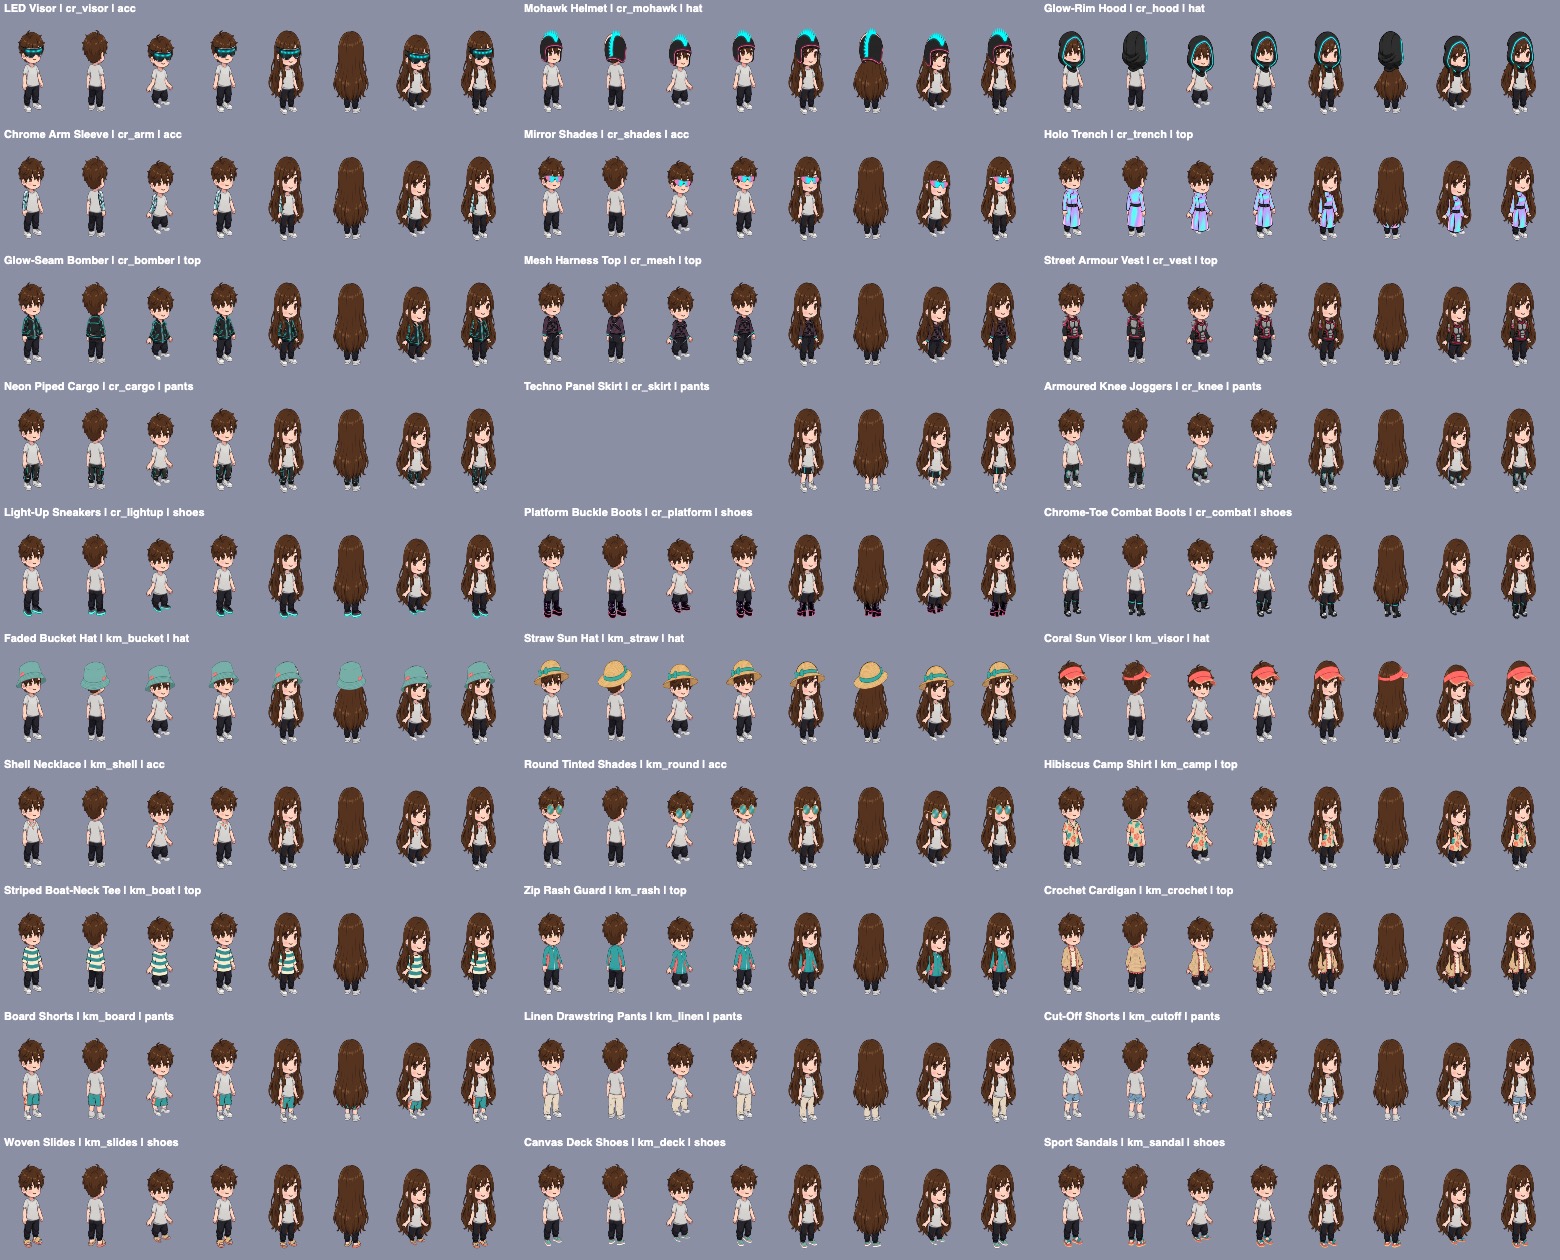 LED Visor | cr_visor | acc
Mohawk Helmet | cr_mohawk | hat
Glow-Rim Hood | cr_hood | hat
Chrome Arm Sleeve | cr_arm | acc
Mirror Shades | cr_shades | acc
Holo Trench | cr_trench | top
Glow-Seam Bomber | cr_bomber | top
Mesh Harness Top | cr_mesh | top
Street Armour Vest | cr_vest | top
Neon Piped Cargo | cr_cargo | pants
Techno Panel Skirt | cr_skirt | pants
Armoured Knee Joggers | cr_knee | pants
Light-Up Sneakers | cr_lightup | shoes
Platform Buckle Boots | cr_platform | shoes
Chrome-Toe Combat Boots | cr_combat | shoes
Faded Bucket Hat | km_bucket | hat
Straw Sun Hat | km_straw | hat
Coral Sun Visor | km_visor | hat
Shell Necklace | km_shell | acc
Round Tinted Shades | km_round | acc
Hibiscus Camp Shirt | km_camp | top
Striped Boat-Neck Tee | km_boat | top
Zip Rash Guard | km_rash | top
Crochet Cardigan | km_crochet | top
Board Shorts | km_board | pants
Linen Drawstring Pants | km_linen | pants
Cut-Off Shorts | km_cutoff | pants
Woven Slides | km_slides | shoes
Canvas Deck Shoes | km_deck | shoes
Sport Sandals | km_sandal | shoes